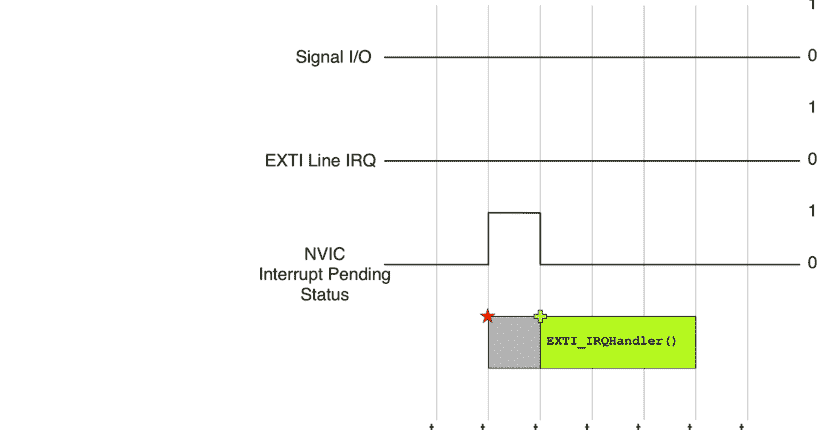 1
Signal I/O
0
1
EXTI Line IRQ
0
1
NVIC
Interrupt Pending
Status
0
EXTI_IRQHandler()
t t t t t t t